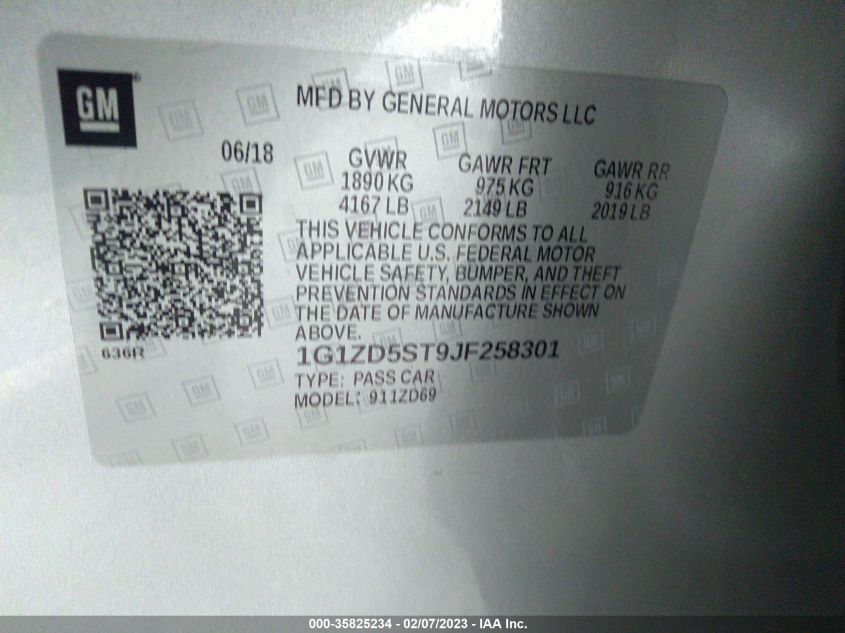 GM
MFD BY GENERAL MOTORS LLC
06/18
GVWR GAWR FRT GAWR RR
1890 KG 975 KG 916 KG
4167 LB 2149 LB 2019 LB
THIS VEHICLE CONFORMS TO ALL
APPLICABLE U.S. FEDERAL MOTOR
VEHICLE SAFETY, BUMPER, AND THEFT
PREVENTION STANDARDS IN EFFECT ON
THE DATE OF MANUFACTURE SHOWN
ABOVE.
636R
1G1ZD5ST9JF258301
TYPE: PASS CAR
MODEL: 911ZD69
000-35825234 - 02/07/2023 - IAA Inc.